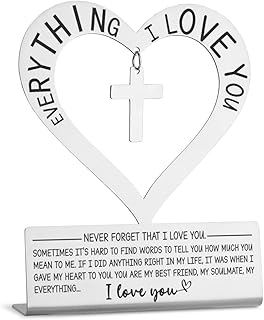 EVERYTHING I LOVE YOU
NEVER FORGET THAT I LOVE YOU
SOMETIMES IT'S HARD TO FIND WORDS TO TELL YOU HOW MUCH YOU
MEAN TO ME. IF I DID ANYTHING RIGHT IN MY LIFE, IT WAS WHEN I
GAVE MY HEART TO YOU. YOU ARE MY BEST FRIEND, MY SOULMATE, MY
EVERYTHING...
I love you